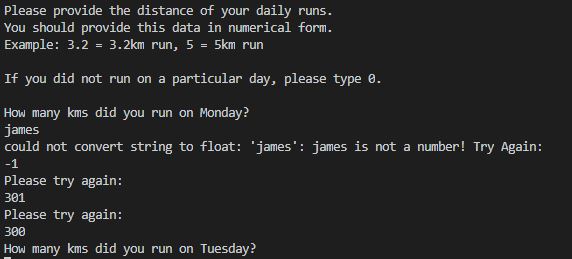 Please provide the distance of your daily runs.
You should provide this data in numerical form.
Example: 3.2 = 3.2km run, 5 = 5km run
If you did not run on a particular day, please type 0.
How many kms did you run on Monday?
james
could not convert string to float: 'james': james is not a number! Try Again:
-1
Please try again:
301
Please try again:
300
How many kms did you run on Tuesday?